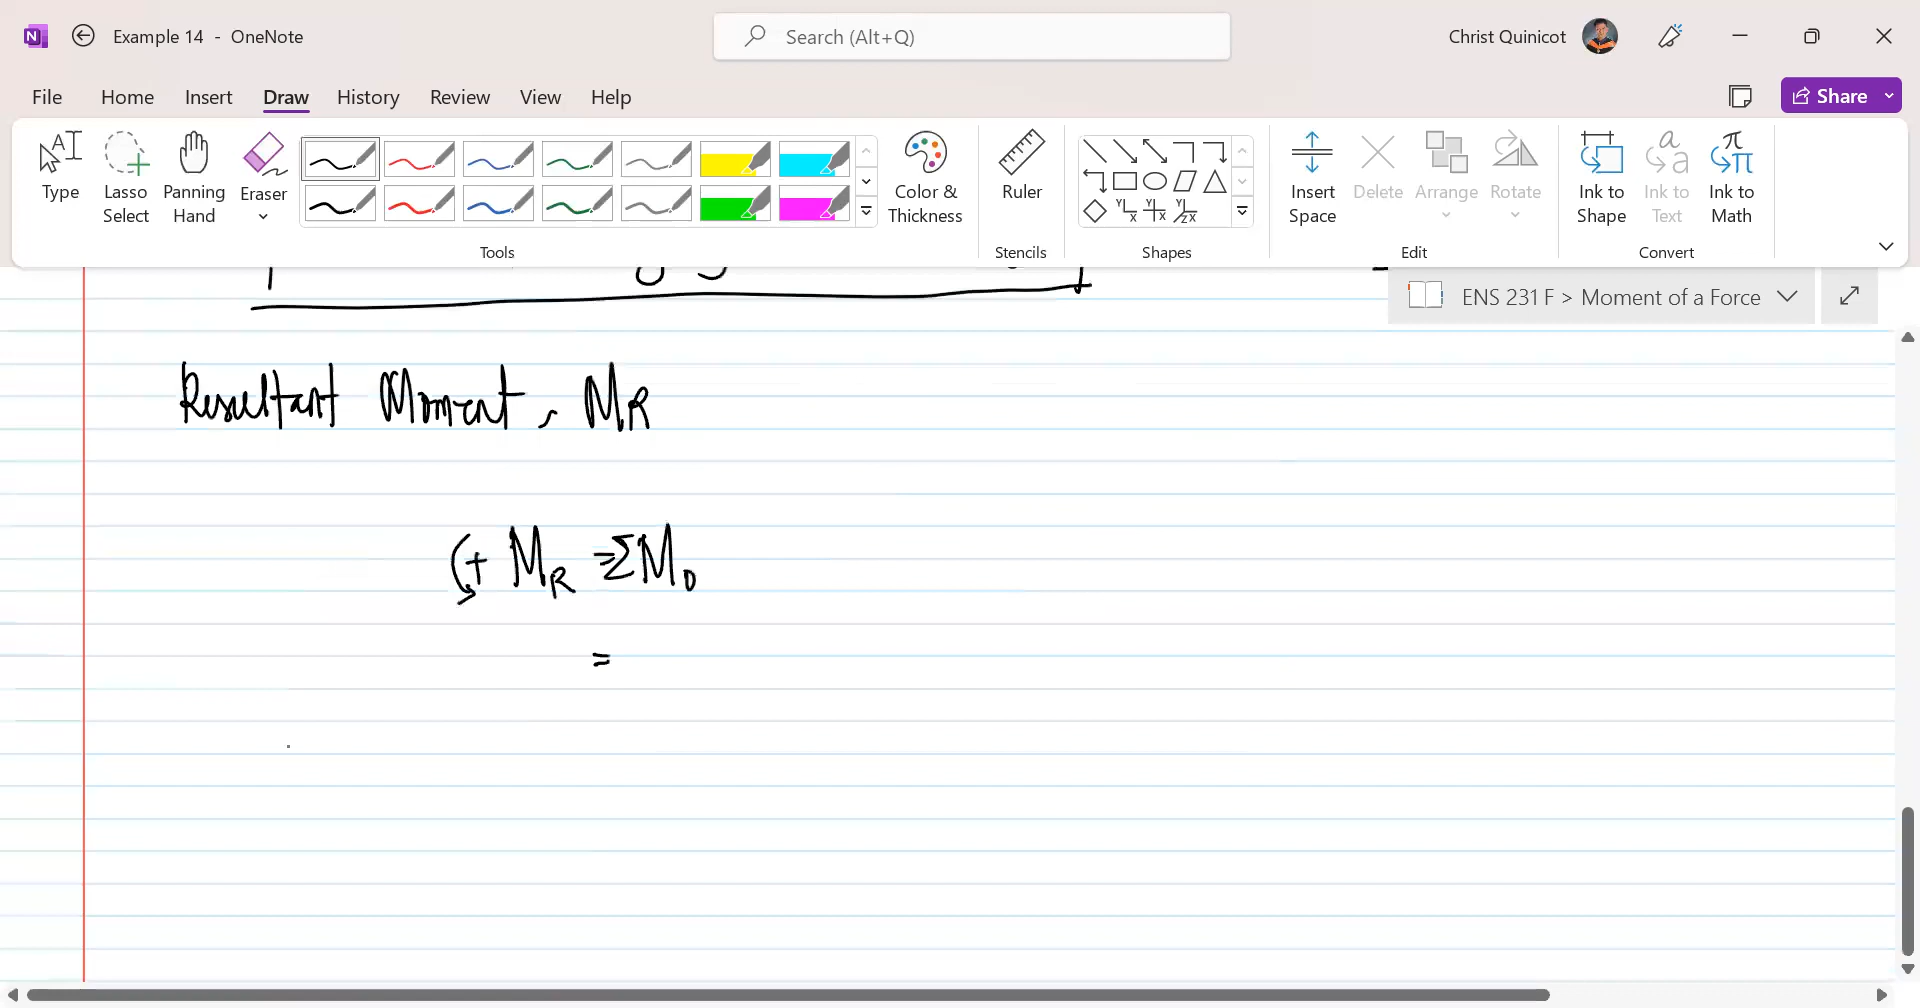 Example 14 - OneNote
Search (Alt+Q)
Christ Quinicot
File Home Insert Draw History Review View Help
Share
Type
Lasso Select
Panning Hand
Eraser
Color & Thickness
Ruler
Insert Space
Delete
Arrange
Rotate
Ink to Shape
Ink to Text
Ink to Math
Tools
Stencils
Shapes
Edit
Convert
ENS 231 F > Moment of a Force
Resultant Moment, MR
(+ MR = ΣMo
=